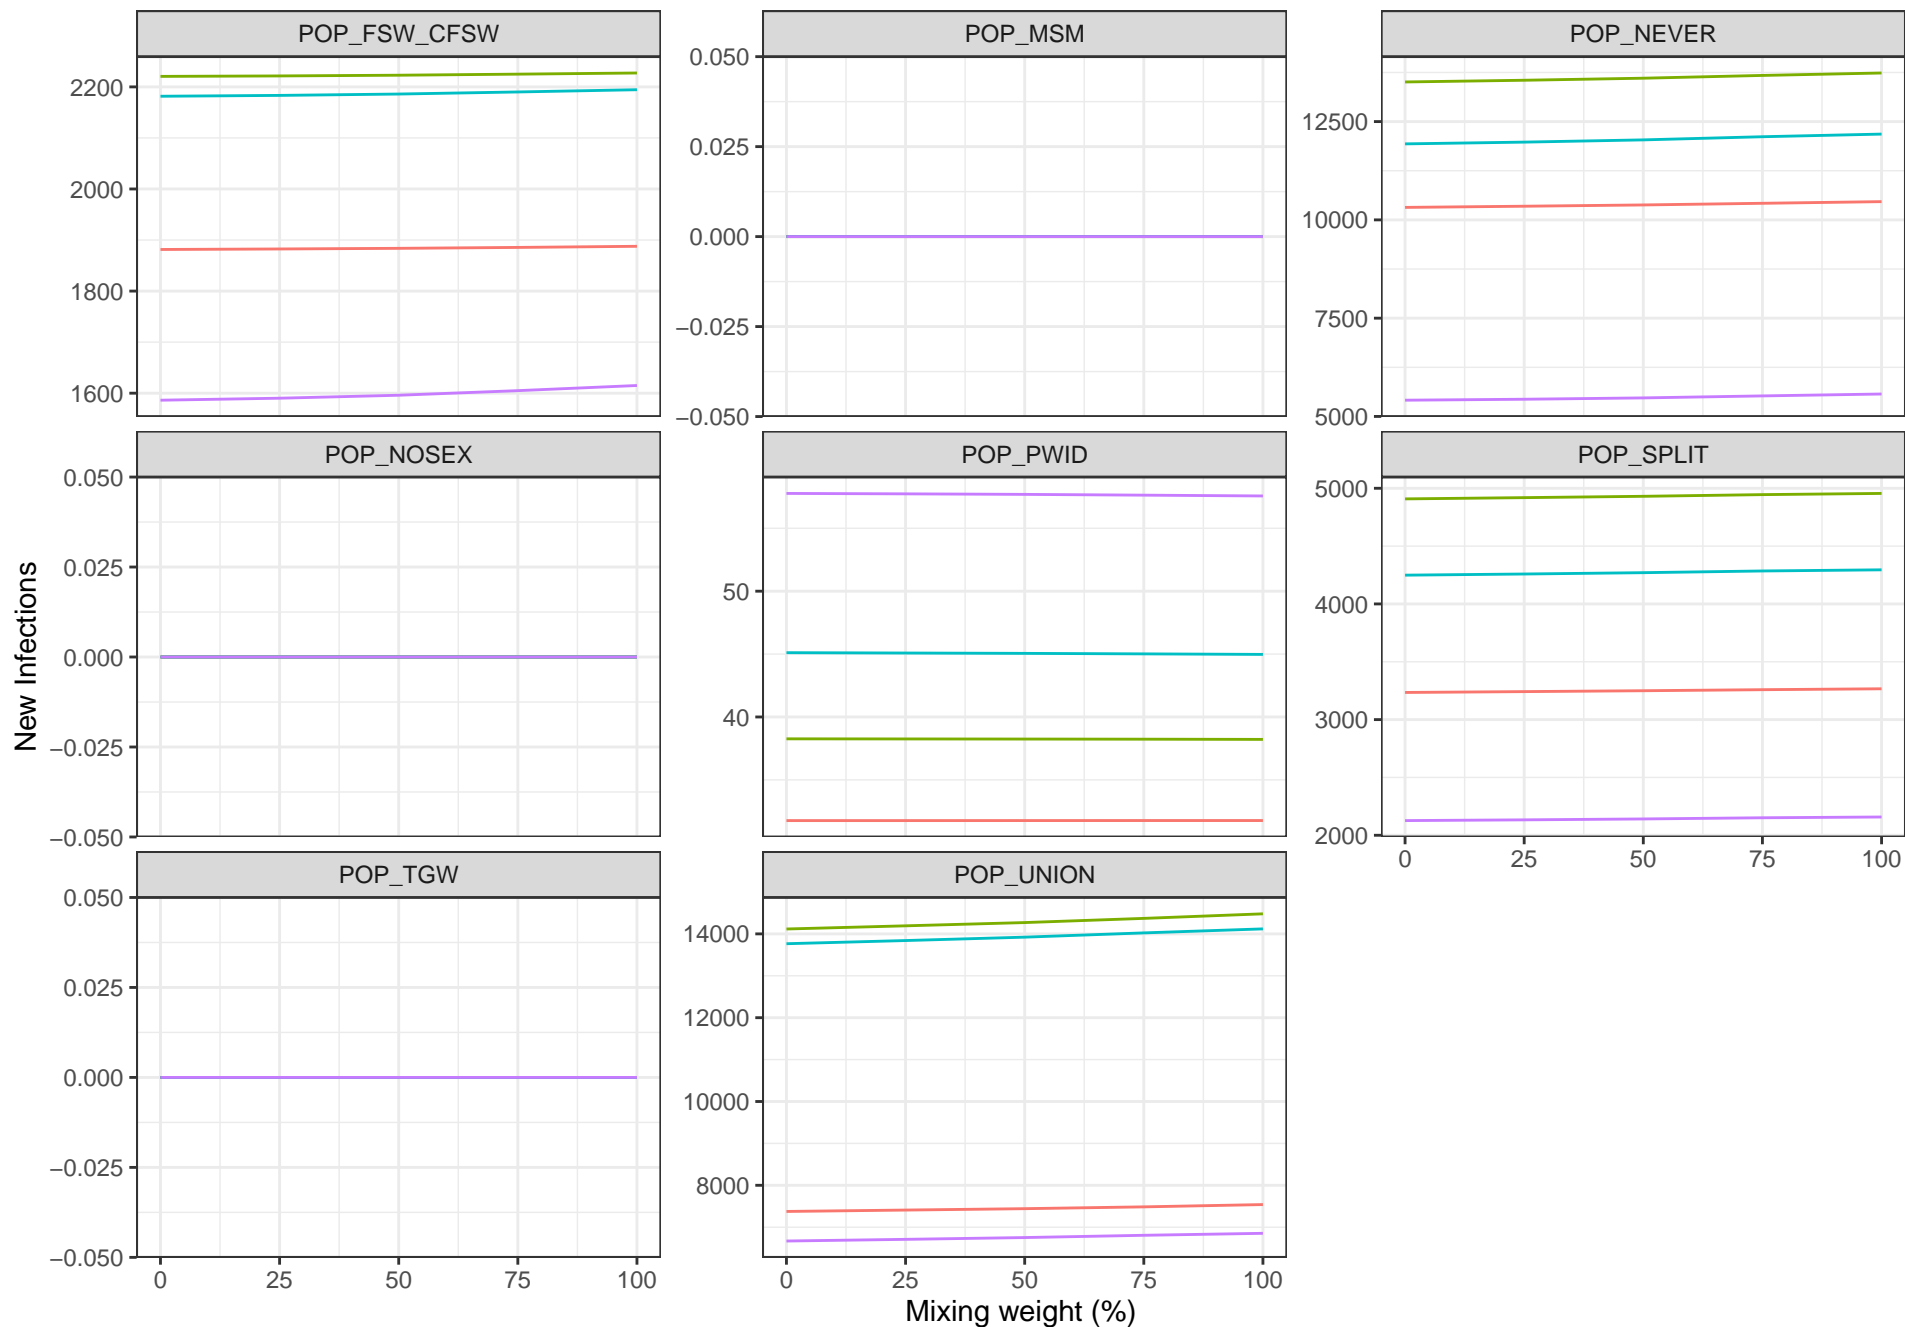 POP_FSW_CFSW
POP_MSM
POP_NEVER
2200
2000
1800
1600
0.050
0.025
0.000
−0.025
−0.050
12500
10000
7500
5000
POP_NOSEX
POP_PWID
POP_SPLIT
0.050
0.025
0.000
−0.025
−0.050
50
40
5000
4000
3000
2000
0 25 50 75 100
New Infections
POP_TGW
POP_UNION
0.050
0.025
0.000
−0.025
−0.050
14000
12000
10000
8000
0 25 50 75 100
0 25 50 75 100
Mixing weight (%)